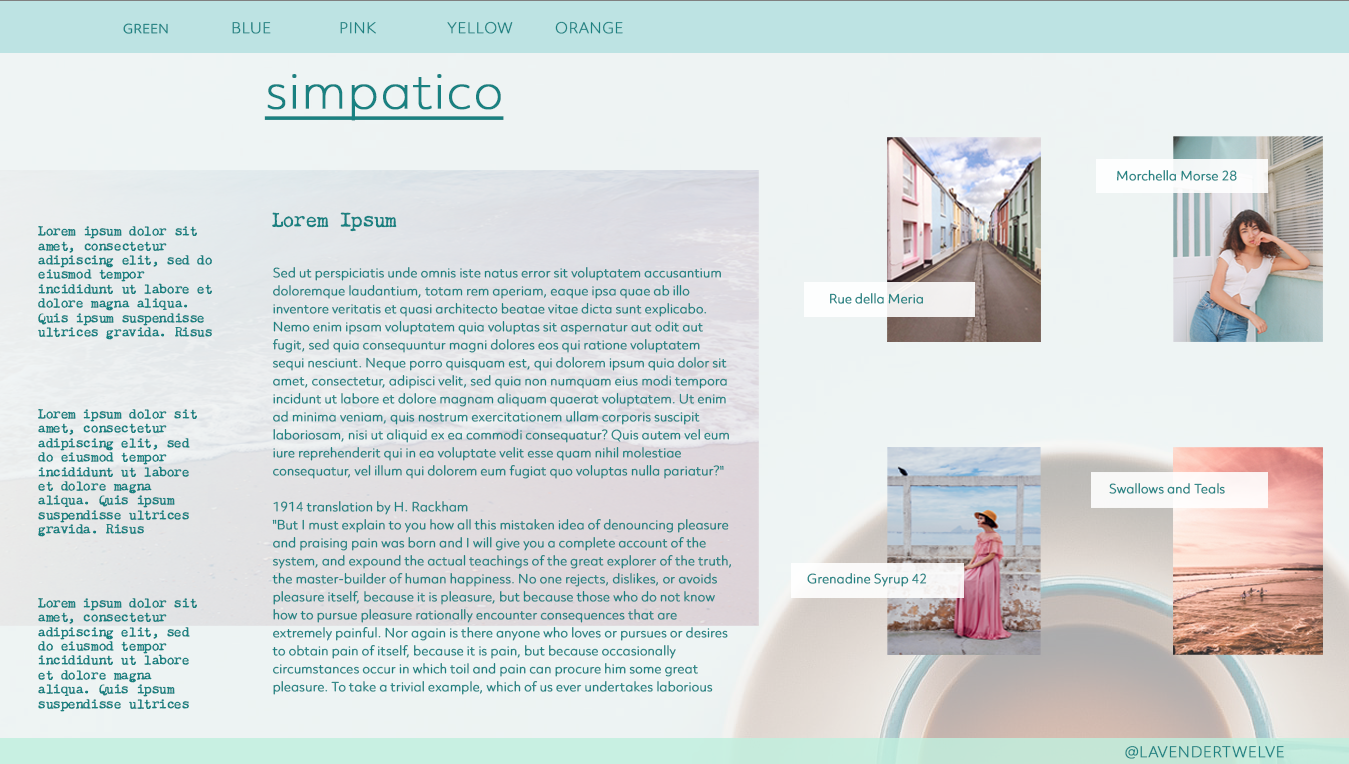 GREEN BLUE PINK YELLOW ORANGE
simpatico
Lorem ipsum dolor sit
amet, consectetur
adipiscing elit, sed do
eiusmod tempor
incididunt ut labore et
dolore magna aliqua.
Quis ipsum suspendisse
ultrices gravida. Risus
Lorem ipsum dolor sit
amet, consectetur
adipiscing elit, sed
do eiusmod tempor
incididunt ut labore
et dolore magna
aliqua. Quis ipsum
suspendisse ultrices
gravida. Risus
Lorem ipsum dolor sit
amet, consectetur
adipiscing elit, sed
do eiusmod tempor
incididunt ut labore
et dolore magna
aliqua. Quis ipsum
suspendisse ultrices
Lorem Ipsum
Sed ut perspiciatis unde omnis iste natus error sit voluptatem accusantium
doloremque laudantium, totam rem aperiam, eaque ipsa quae ab illo
inventore veritatis et quasi architecto beatae vitae dicta sunt explicabo.
Nemo enim ipsam voluptatem quia voluptas sit aspernatur aut odit aut
fugit, sed quia consequuntur magni dolores eos qui ratione voluptatem
sequi nesciunt. Neque porro quisquam est, qui dolorem ipsum quia dolor sit
amet, consectetur, adipisci velit, sed quia non numquam eius modi tempora
incidunt ut labore et dolore magnam aliquam quaerat voluptatem. Ut enim
ad minima veniam, quis nostrum exercitationem ullam corporis suscipit
laboriosam, nisi ut aliquid ex ea commodi consequatur? Quis autem vel eum
iure reprehenderit qui in ea voluptate velit esse quam nihil molestiae
consequatur, vel illum qui dolorem eum fugiat quo voluptas nulla pariatur?"
1914 translation by H. Rackham
"But I must explain to you how all this mistaken idea of denouncing pleasure
and praising pain was born and I will give you a complete account of the
system, and expound the actual teachings of the great explorer of the truth,
the master-builder of human happiness. No one rejects, dislikes, or avoids
pleasure itself, because it is pleasure, but because those who do not know
how to pursue pleasure rationally encounter consequences that are
extremely painful. Nor again is there anyone who loves or pursues or desires
to obtain pain of itself, because it is pain, but because occasionally
circumstances occur in which toil and pain can procure him some great
pleasure. To take a trivial example, which of us ever undertakes laborious
Rue della Meria
Morchella Morse 28
Grenadine Syrup 42
Swallows and Teals
@LAVENDERTWELVE